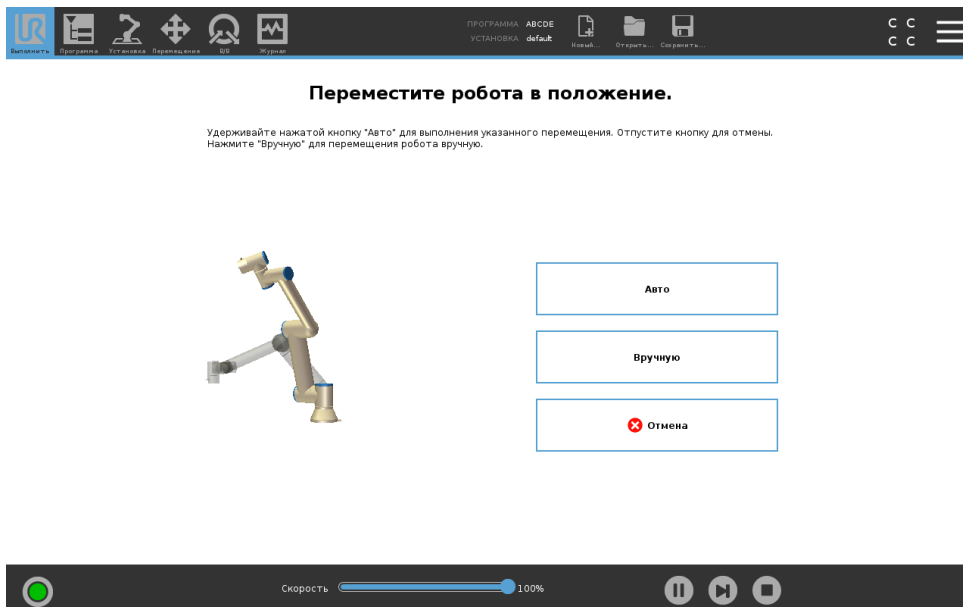 UR
Выполнить
Программа
Установка
Перемещение
В/В
Журнал
ПРОГРАММА ABCDE
УСТАНОВКА default
Новый...
Открыть...
Сохранить...
C C
C C
Переместите робота в положение.
Удерживайте нажатой кнопку "Авто" для выполнения указанного перемещения. Отпустите кнопку для отмены.
Нажмите "Вручную" для перемещения робота вручную.
Авто
Вручную
Отмена
Скорость 100%